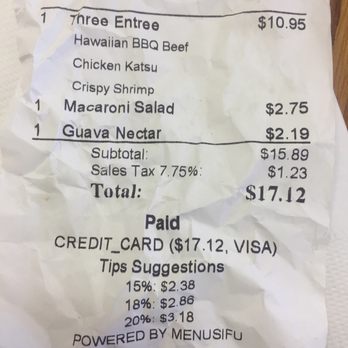 1 Three Entree $10.95
Hawaiian BBQ Beef
Chicken Katsu
Crispy Shrimp
1 Macaroni Salad $2.75
1 Guava Nectar $2.19
Subtotal: $15.89
Sales Tax 7.75%: $1.23
Total: $17.12
Paid
CREDIT_CARD ($17.12, VISA)
Tips Suggestions
15%: $2.38
18%: $2.86
20%: $3.18
POWERED BY MENUSIFU